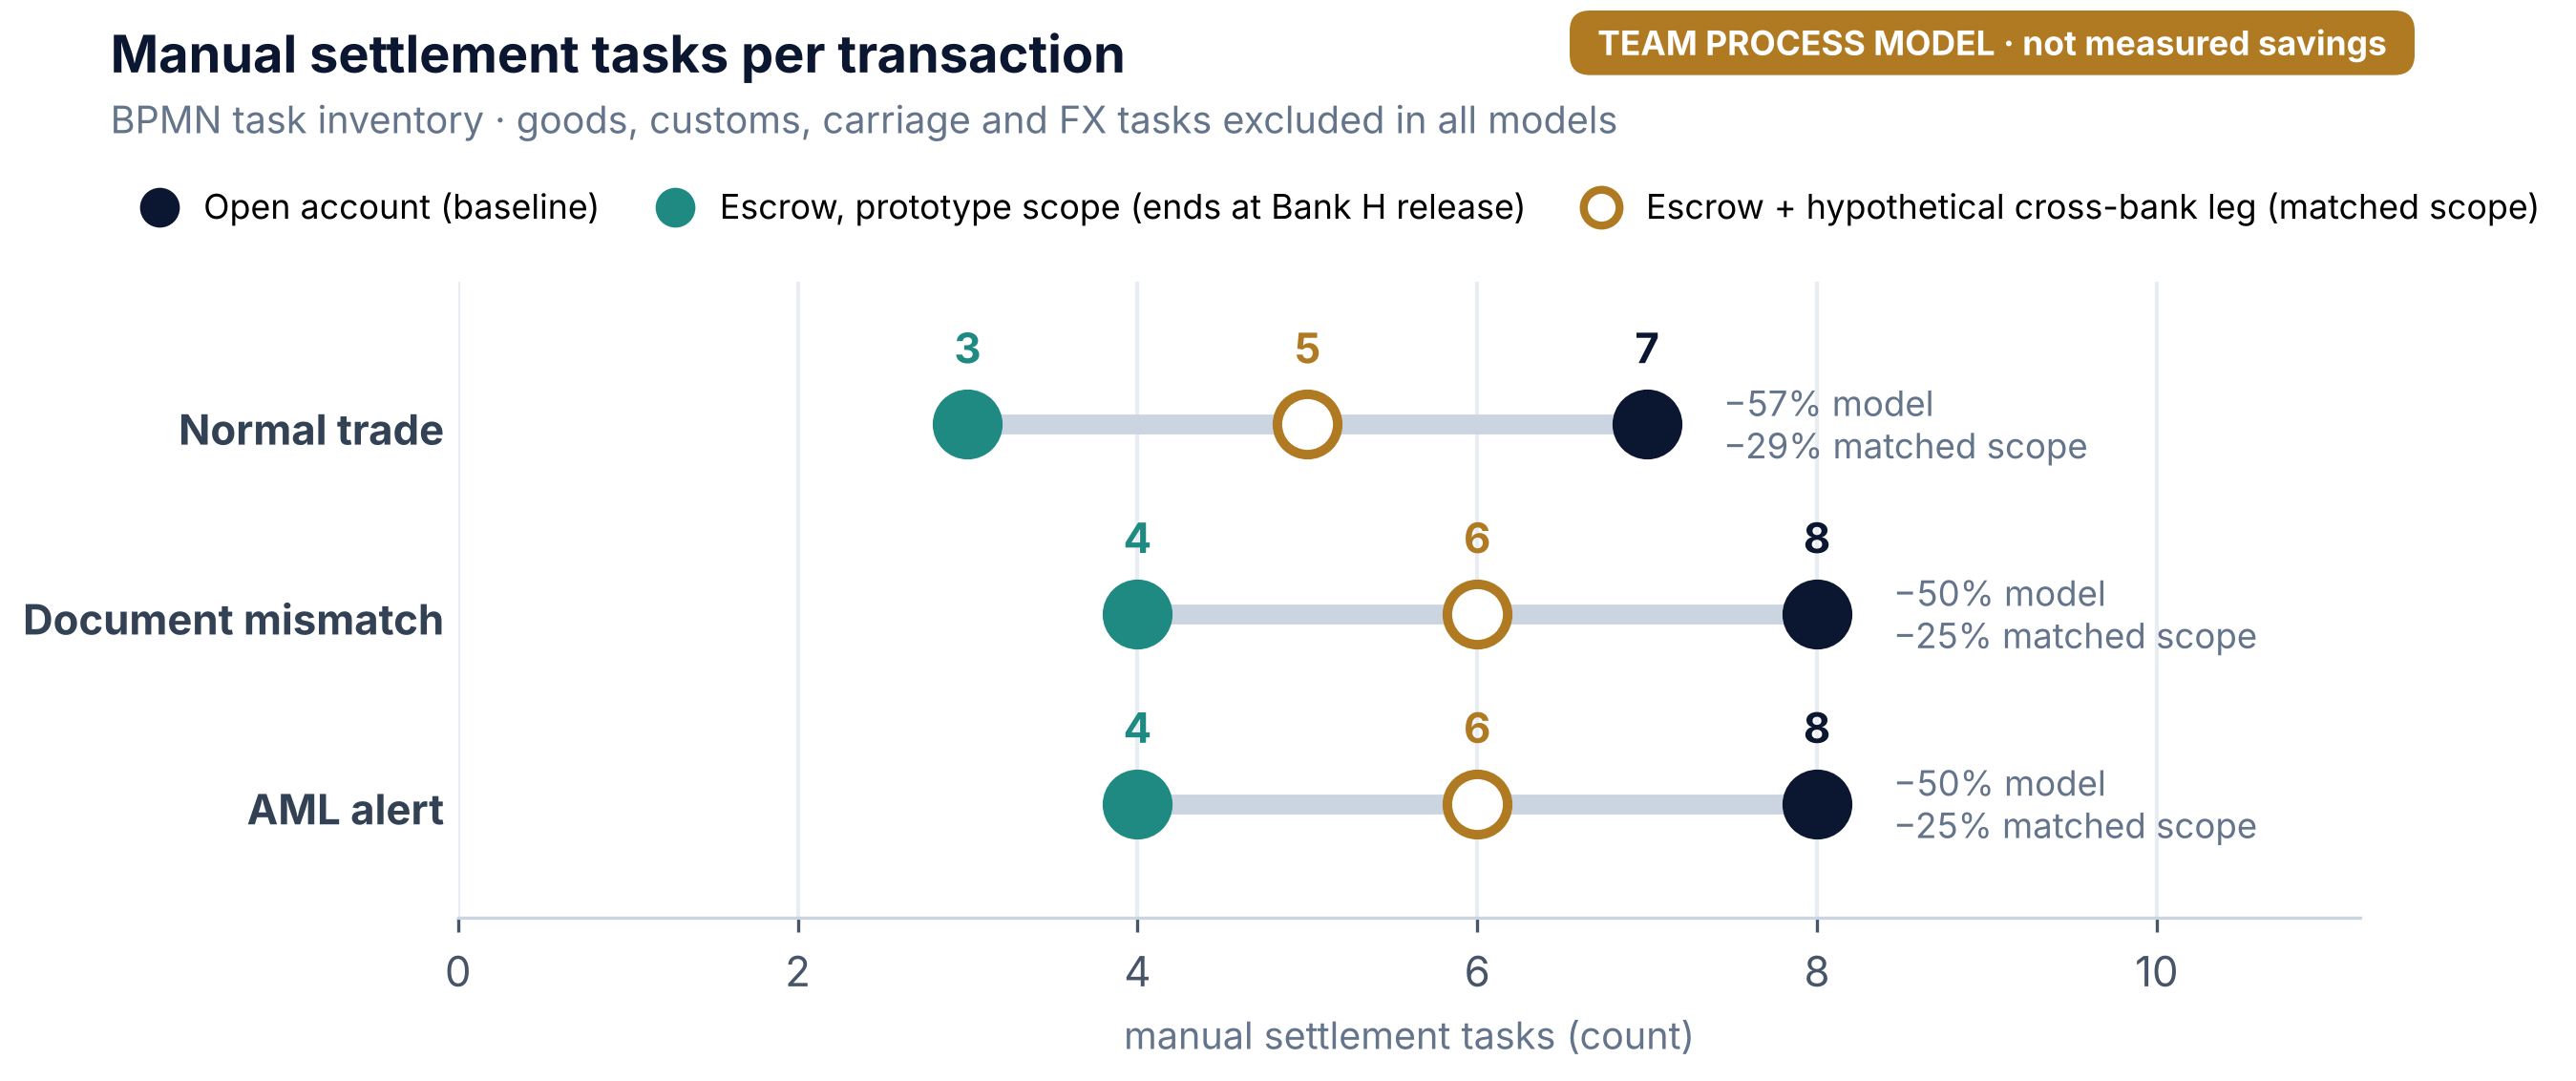 Manual settlement tasks per transaction
TEAM PROCESS MODEL · not measured savings
BPMN task inventory · goods, customs, carriage and FX tasks excluded in all models
Open account (baseline)
Escrow, prototype scope (ends at Bank H release)
Escrow + hypothetical cross-bank leg (matched scope)
3
5
7
Normal trade
−57% model
−29% matched scope
4
6
8
Document mismatch
−50% model
−25% matched scope
4
6
8
AML alert
−50% model
−25% matched scope
0
2
4
6
8
10
manual settlement tasks (count)